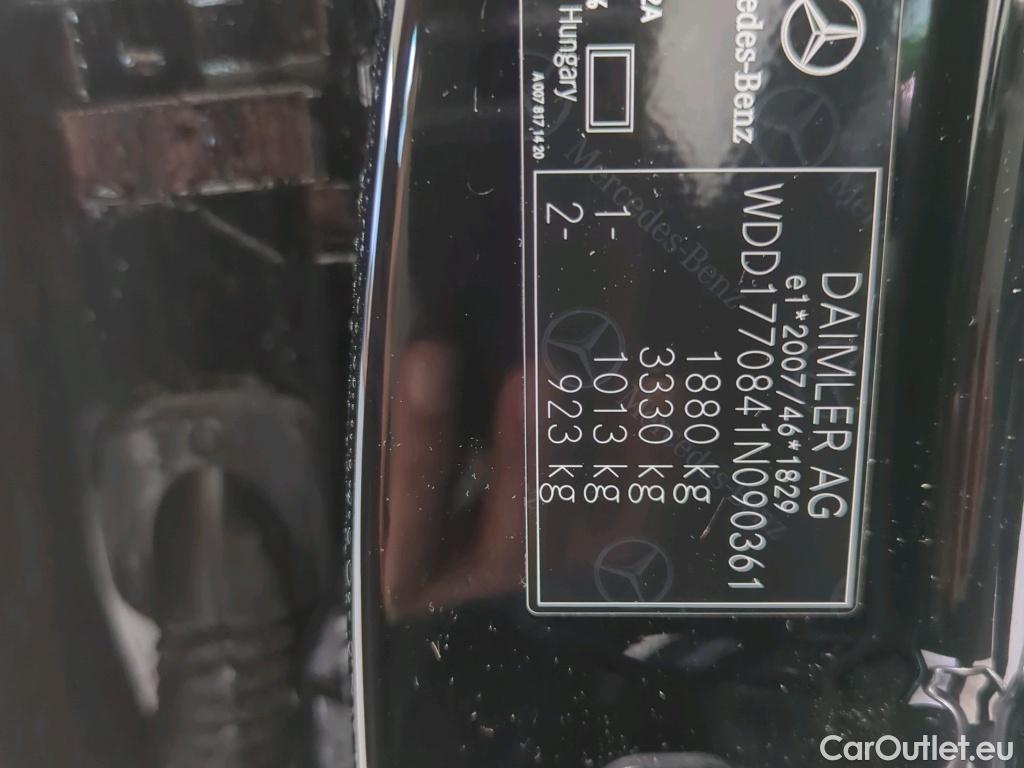 DAIMLER AG
e1*2007/46*1829
WDD1770841N090361
1880 kg
3330 kg
1- 1013 kg
2- 923 kg
Mercedes-Benz
Hungary
A 007 817 14 20
CarOutlet.eu